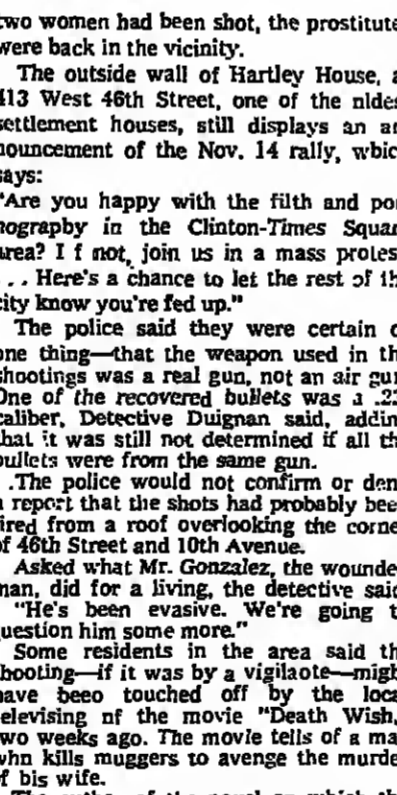 two women had been shot, the prostitute
were back in the vicinity.
The outside wall of Hartley House, a
413 West 46th Street, one of the nldes
settlement houses, still displays an an
nouncement of the Nov. 14 rally, whic
says:
"Are you happy with the filth and por
nography in the Clinton-Times Squar
area? I f not, join us in a mass protes
. . . Here's a chance to let the rest of th
city know you're fed up."
The police said they were certain o
one thing—that the weapon used in th
shootings was a real gun, not an air gun
One of the recovered bullets was a .22
caliber, Detective Duignan said, addin
that it was still not determined if all th
bullets were from the same gun.
.The police would not confirm or den
a report that the shots had probably bee
fired from a roof overlooking the corne
of 46th Street and 10th Avenue.
Asked what Mr. Gonzalez, the wounde
man, did for a living, the detective said
"He's been evasive. We're going t
question him some more."
Some residents in the area said th
shooting—if it was by a vigilaote—migh
have beeo touched off by the loca
televising nf the movie "Death Wish,
two weeks ago. The movie tells of a ma
whn kills muggers to avenge the murde
of bis wife.